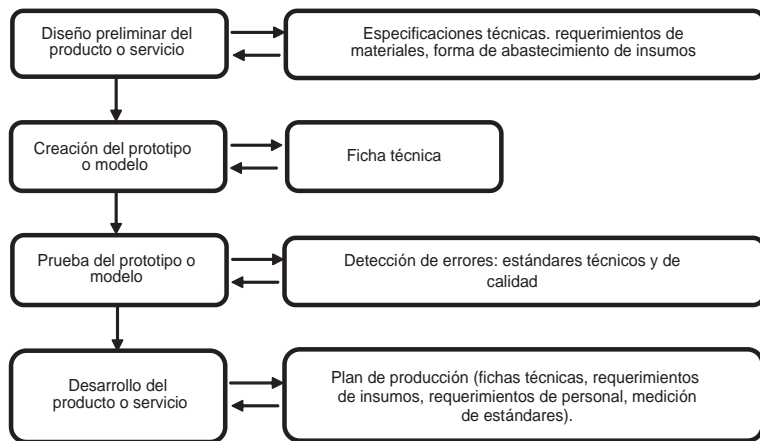 Diseño preliminar del
producto o servicio
Especificaciones técnicas. requerimientos de
materiales, forma de abastecimiento de insumos
Creación del prototipo
o modelo
Ficha técnica
Prueba del prototipo o
modelo
Detección de errores: estándares técnicos y de
calidad
Desarrollo del
producto o servicio
Plan de producción (fichas técnicas, requerimientos
de insumos, requerimientos de personal, medición
de estándares).